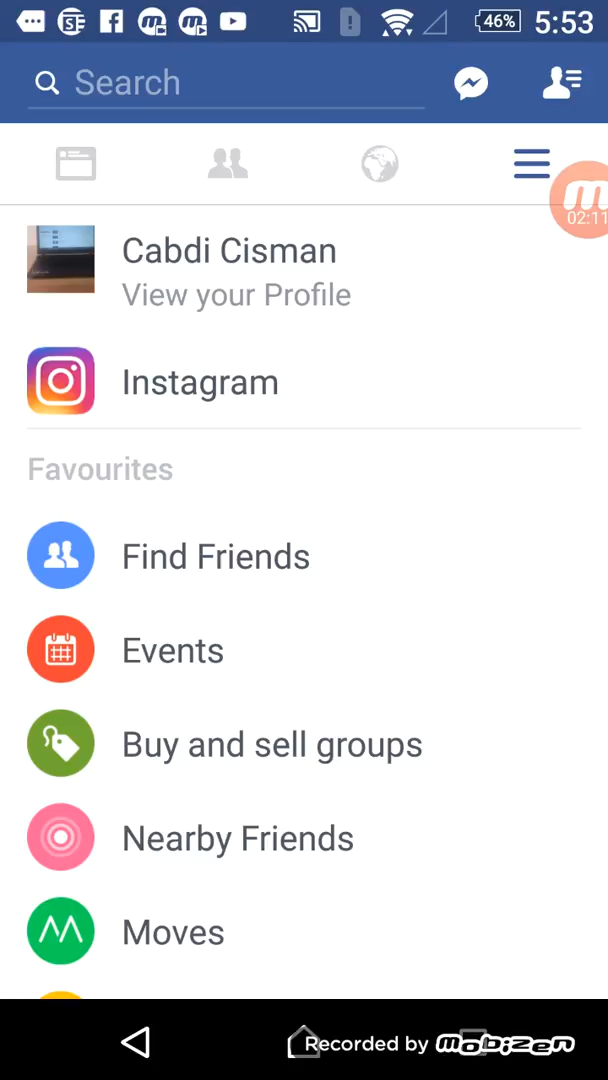 46% 5:53
Search
02:11
Cabdi Cisman
View your Profile
Instagram
Favourites
Find Friends
Events
Buy and sell groups
Nearby Friends
Moves
Recorded by mobizen